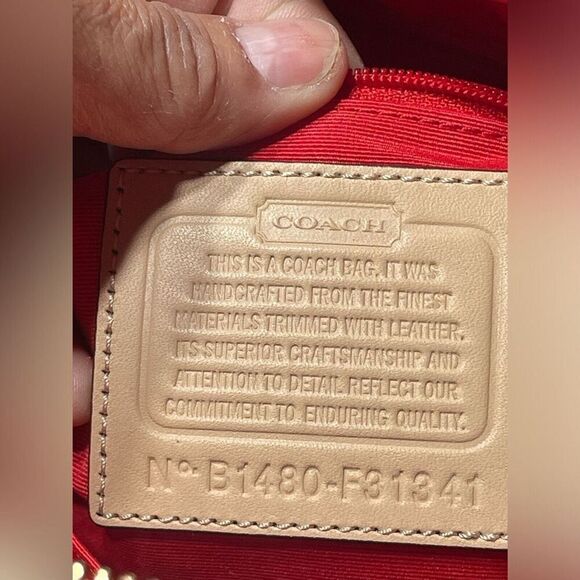 COACH
THIS IS A COACH BAG. IT WAS
HANDCRAFTED FROM THE FINEST
MATERIALS TRIMMED WITH LEATHER.
ITS SUPERIOR CRAFTSMANSHIP AND
ATTENTION TO DETAIL REFLECT OUR
COMMITMENT TO ENDURING QUALITY.
Nº· B1480-F31341